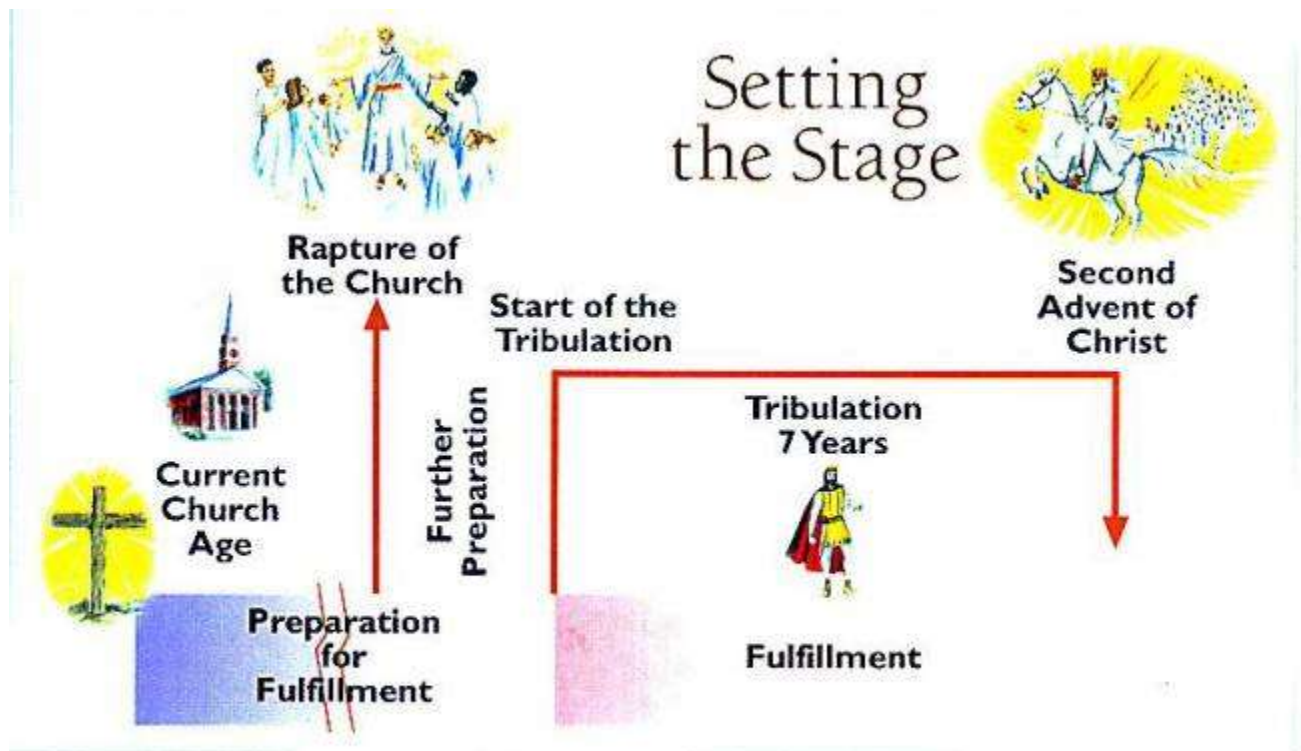 Setting
the Stage
Rapture of
the Church
Second
Advent of
Christ
Start of the
Tribulation
Tribulation
7 Years
Further
Preparation
Current
Church
Age
Preparation
for
Fulfillment
Fulfillment